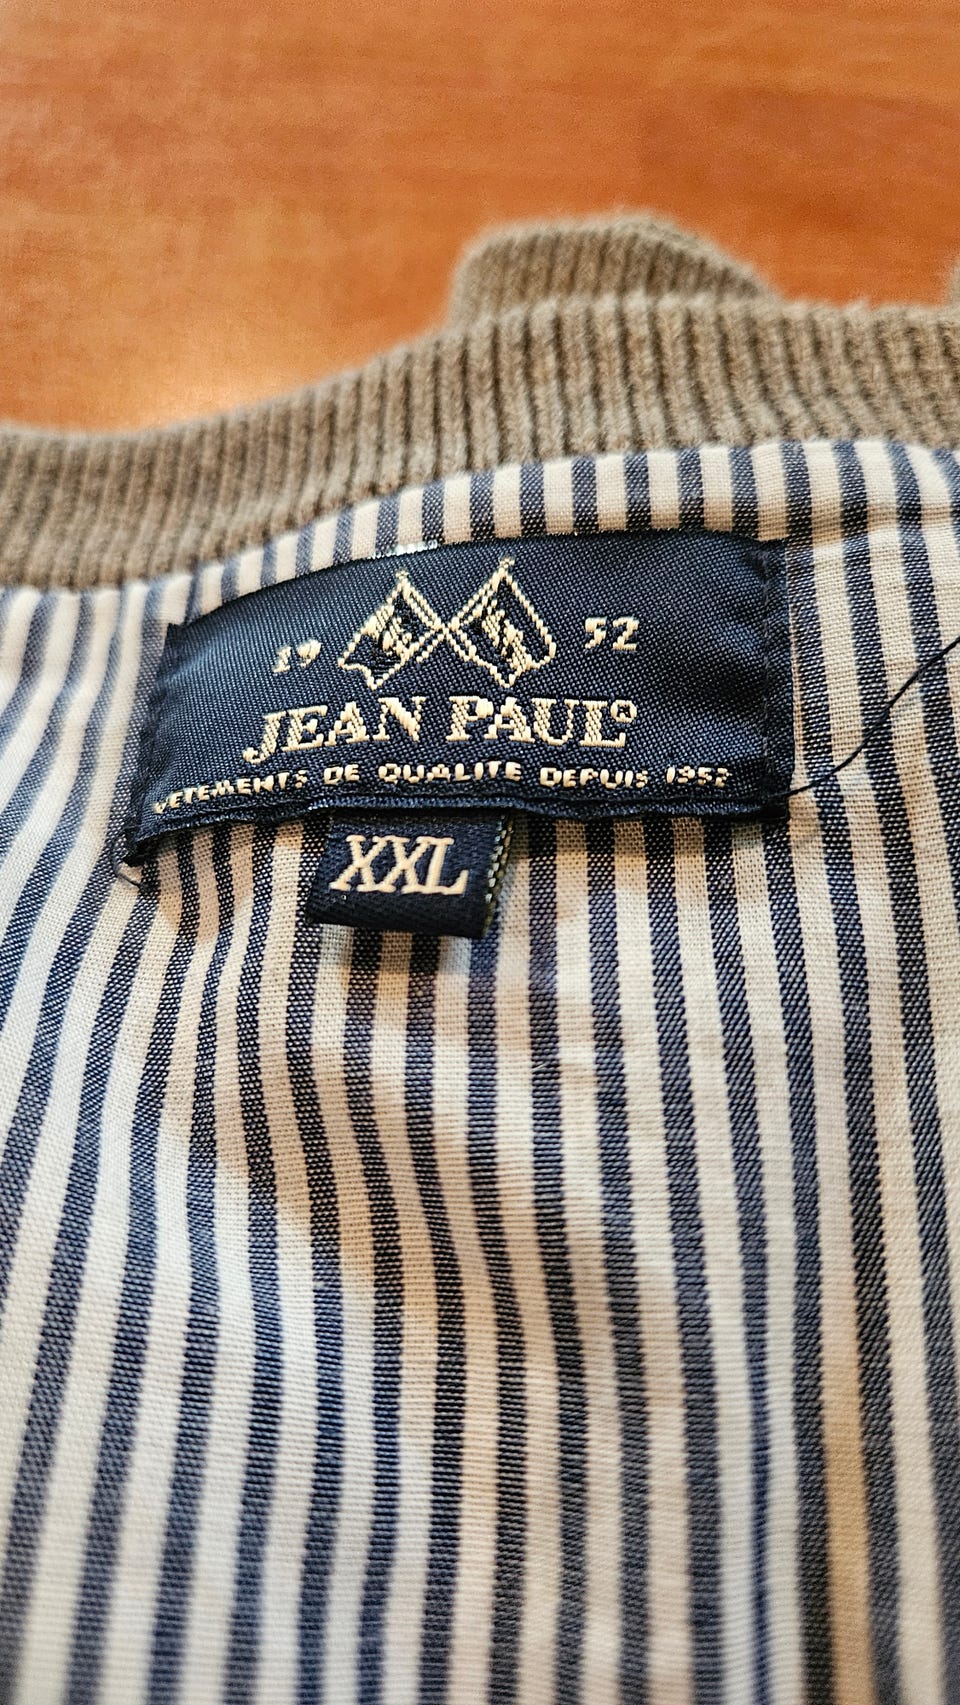 19 52
JEAN PAUL®
VETEMENTS DE QUALITE DEPUIS 1952
XXL